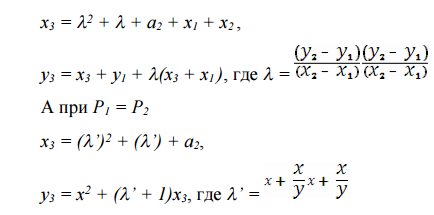 x₃ = λ² + λ + a₂ + x₁ + x₂,
y₃ = x₃ + y₁ + λ(x₃ + x₁), где λ = (y₂ − y₁)/(x₂ − x₁) (y₂ − y₁)/(x₂ − x₁)
А при P₁ = P₂
x₃ = (λ’)² + (λ’) + a₂,
y₃ = x² + (λ’ + 1)x₃, где λ’ = x + x/y x + x/y